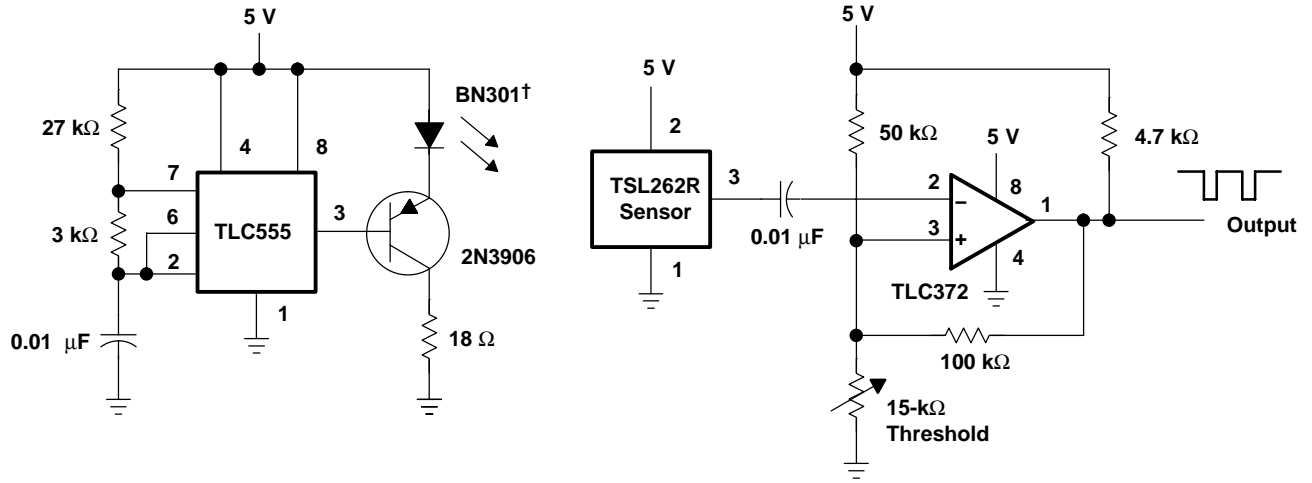 5 V
27 kΩ
3 kΩ
0.01 μF
7
6
2
4
8
TLC555
3
1
BN301†
2N3906
18 Ω
5 V
2
TSL262R
Sensor
3
1
0.01 μF
5 V
50 kΩ
4.7 kΩ
5 V
8
2
−
3
+
1
4
TLC372
100 kΩ
15-kΩ
Threshold
Output